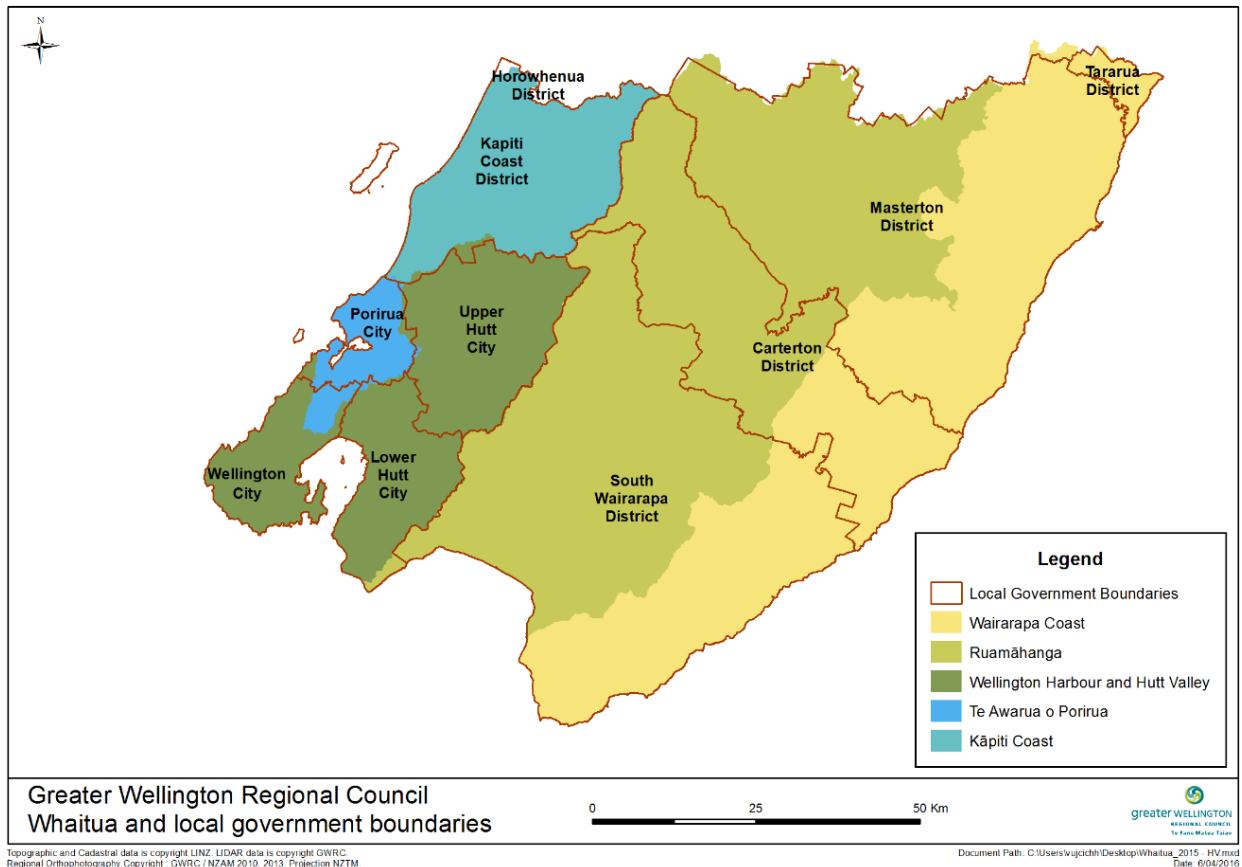 N
Horowhenua
District
Tararua
District
Kapiti
Coast
District
Masterton
District
Porirua
City
Upper
Hutt
City
Carterton
District
Wellington
City
Lower
Hutt
City
South
Wairarapa
District
Legend
Local Government Boundaries
Wairarapa Coast
Ruamāhanga
Wellington Harbour and Hutt Valley
Te Awarua o Porirua
Kāpiti Coast
Greater Wellington Regional Council
Whaitua and local government boundaries
0 25 50 Km
greater WELLINGTON
REGIONAL COUNCIL
Te Pane Matua Taiao
Topographic and Cadastral data is copyright LINZ. LIDAR data is copyright GWRC.
Regional Orthophotography Copyright : GWRC / NZAM 2010, 2013. Projection NZTM.
Document Path: C:\Users\vujcichh\Desktop\Whaitua_2015 - HV.mxd
Date: 6/04/2016